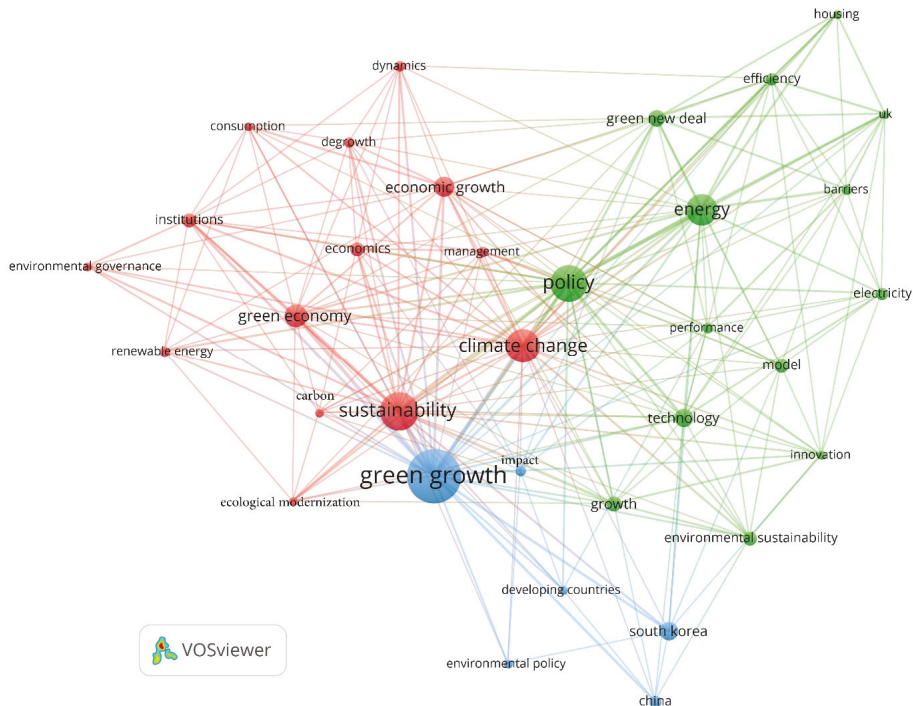 housing
dynamics
efficiency
green new deal
uk
consumption
degrowth
economic growth
barriers
energy
institutions
economics
management
environmental governance
policy
electricity
green economy
performance
climate change
renewable energy
model
carbon
sustainability
technology
innovation
impact
green growth
ecological modernization
growth
environmental sustainability
developing countries
south korea
VOSviewer
environmental policy
china